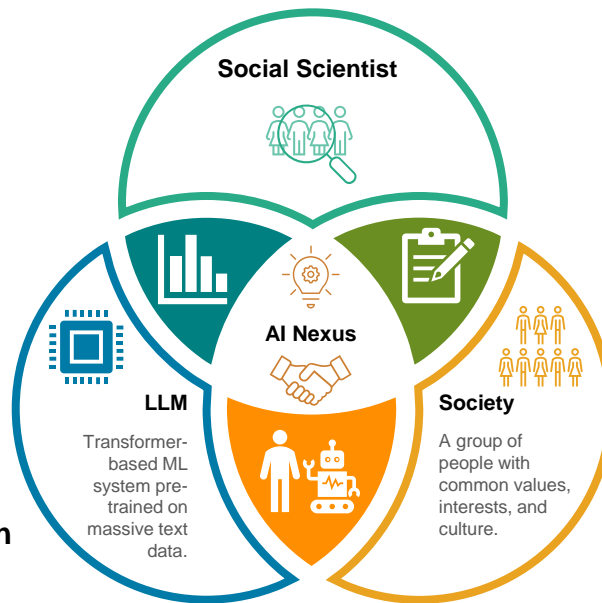 Social Scientist
AI Nexus
LLM
Transformer-
based ML
system pre-
trained on
massive text
data.
Society
A group of
people with
common values,
interests, and
culture.